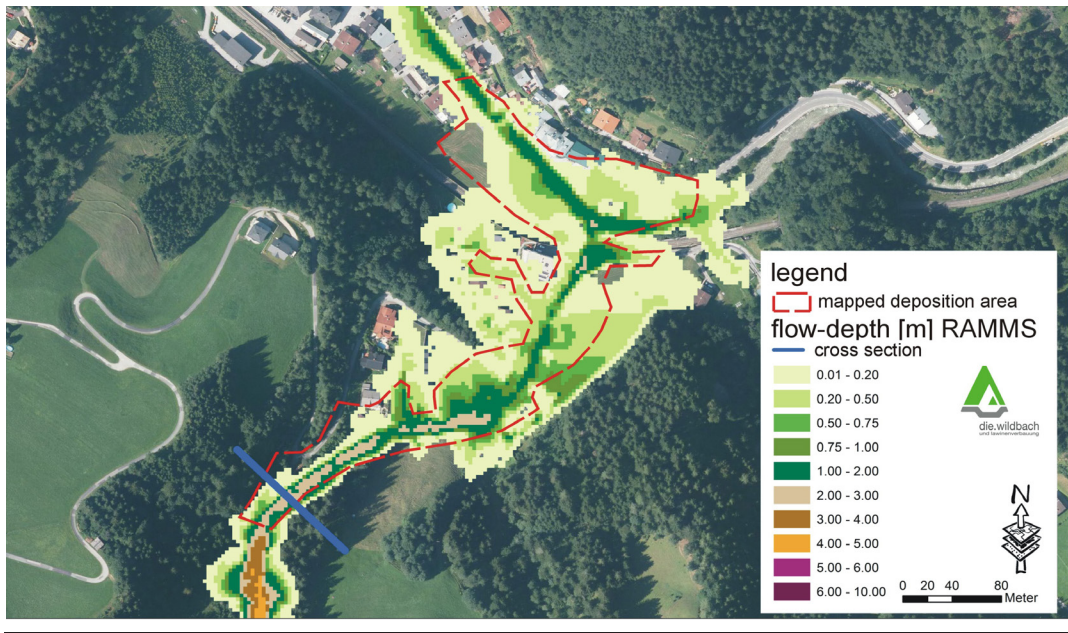 legend
mapped deposition area
flow-depth [m] RAMMS
cross section
0.01 - 0.20
0.20 - 0.50
0.50 - 0.75
0.75 - 1.00
1.00 - 2.00
2.00 - 3.00
3.00 - 4.00
4.00 - 5.00
5.00 - 6.00
6.00 - 10.00
die.wildbach
und lawinenverbauung
N
0 20 40 80
Meter